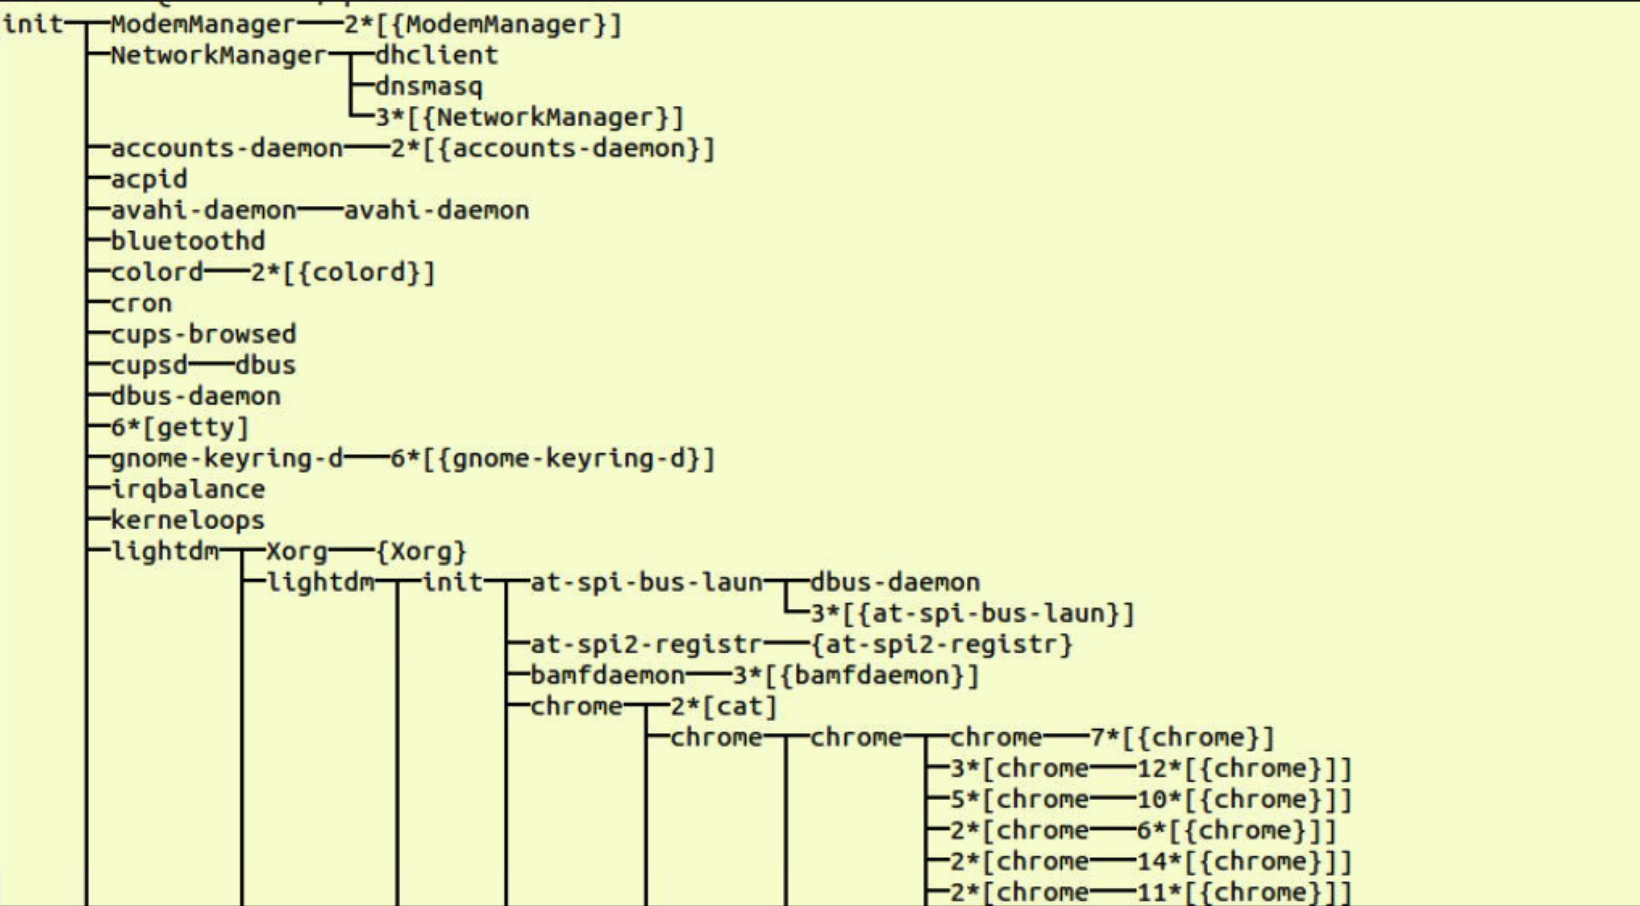 init─┬─ModemManager───2*[{ModemManager}]
     ├─NetworkManager─┬─dhclient
     │                ├─dnsmasq
     │                └─3*[{NetworkManager}]
     ├─accounts-daemon───2*[{accounts-daemon}]
     ├─acpid
     ├─avahi-daemon───avahi-daemon
     ├─bluetoothd
     ├─colord───2*[{colord}]
     ├─cron
     ├─cups-browsed
     ├─cupsd───dbus
     ├─dbus-daemon
     ├─6*[getty]
     ├─gnome-keyring-d───6*[{gnome-keyring-d}]
     ├─irqbalance
     ├─kerneloops
     ├─lightdm─┬─Xorg───{Xorg}
     │         ├─lightdm─┬─init─┬─at-spi-bus-laun─┬─dbus-daemon
     │         │         │      │                 └─3*[{at-spi-bus-laun}]
     │         │         │      ├─at-spi2-registr───{at-spi2-registr}
     │         │         │      ├─bamfdaemon───3*[{bamfdaemon}]
     │         │         │      ├─chrome─┬─2*[cat]
     │         │         │      │        ├─chrome─┬─chrome─┬─chrome───7*[{chrome}]
     │         │         │      │        │        │        ├─3*[chrome───12*[{chrome}]]
     │         │         │      │        │        │        ├─5*[chrome───10*[{chrome}]]
     │         │         │      │        │        │        ├─2*[chrome───6*[{chrome}]]
     │         │         │      │        │        │        ├─2*[chrome───14*[{chrome}]]
     │         │         │      │        │        │        ├─2*[chrome───11*[{chrome}]]